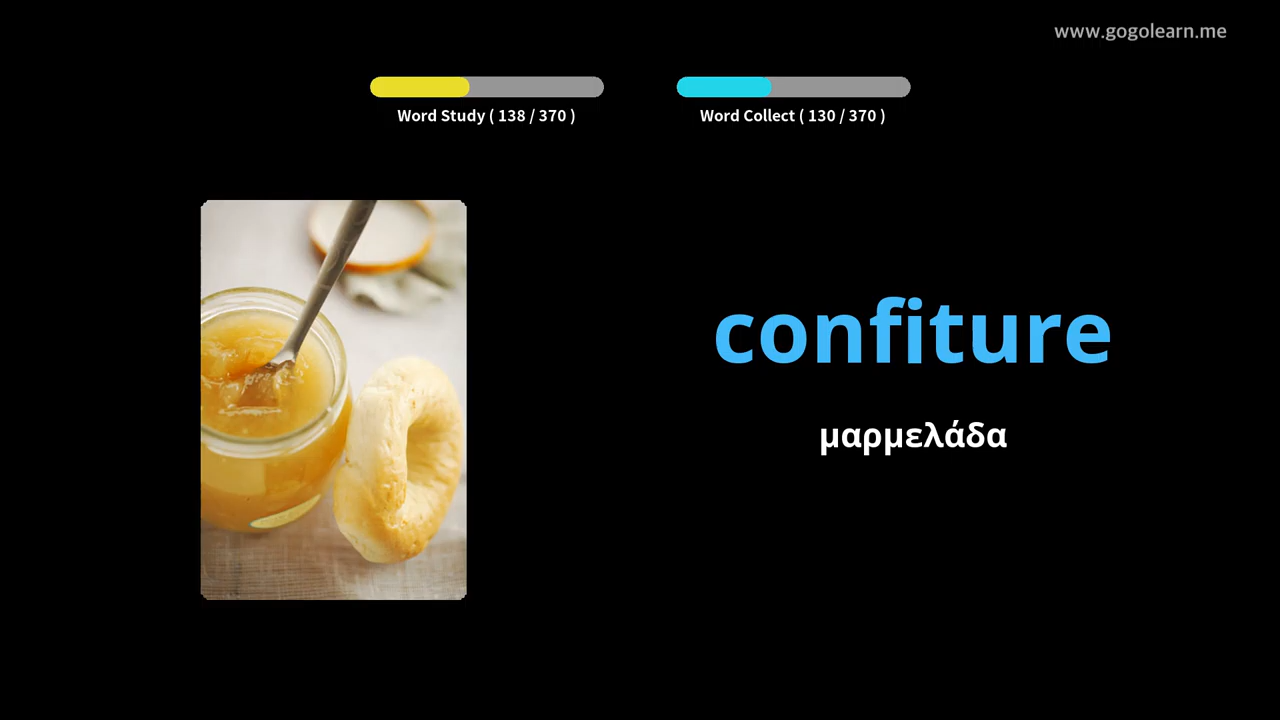 www.gogolearn.me
Word Study ( 138 / 370 )
Word Collect ( 130 / 370 )
confiture
μαρμελάδα